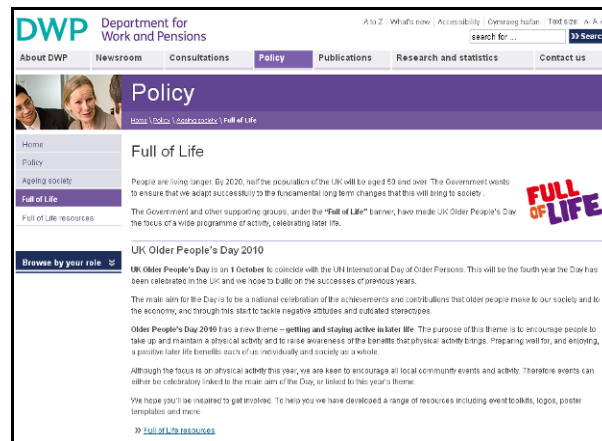 DWP Department for
Work and Pensions
A to Z | What's new | Accessibility | Cymraeg hafan | Text size: A A A
search for ... Searc
About DWP Newsroom Consultations Policy Publications Research and statistics Contact us
Policy
Home \ Policy \ Ageing society \ Full of Life
Home
Policy
Ageing society
Full of Life
Full of Life resources
Browse by your role
Full of Life
People are living longer. By 2020, half the population of the UK will be aged 50 and over. The Government wants
to ensure that we adapt successfully to the fundamental long term changes that this will bring to society .
The Government and other supporting groups, under the "Full of Life" banner, have made UK Older People's Day
the focus of a wide programme of activity, celebrating later life.
FULL
OF LIFE
UK Older People's Day 2010
UK Older People's Day is on 1 October to coincide with the UN International Day of Older Persons. This will be the fourth year the Day has
been celebrated in the UK and we hope to build on the successes of previous years.
The main aim for the Day is to be a national celebration of the achievements and contributions that older people make to our society and to
the economy, and through this start to tackle negative attitudes and outdated stereotypes.
Older People's Day 2010 has a new theme – getting and staying active in later life. The purpose of this theme is to encourage people to
take up and maintain a physical activity and to raise awareness of the benefits that physical activity brings. Preparing well for, and enjoying,
a positive later life benefits each of us individually and society as a whole.
Although the focus is on physical activity this year, we are keen to encourage all local community events and activity. Therefore events can
either be celebratory linked to the main aim of the Day, or linked to this year's theme.
We hope you'll be inspired to get involved. To help you we have developed a range of resources including event toolkits, logos, poster
templates and more.
Full of Life resources